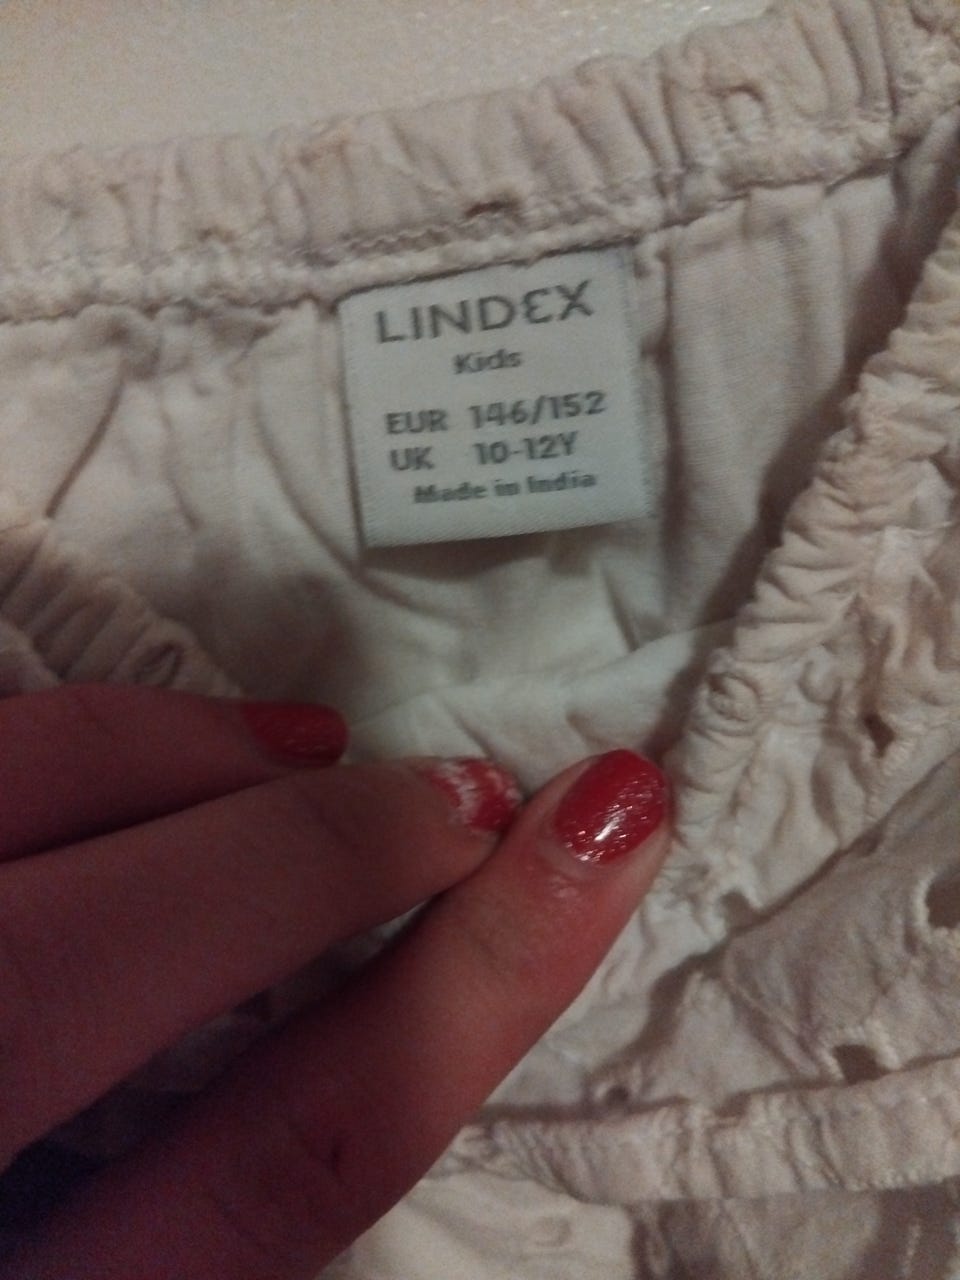 LINDEX
Kids
EUR 146/152
UK 10-12Y
Made in India